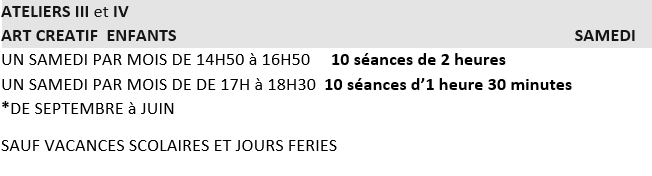 ATELIERS III et IV
ART CREATIF ENFANTS SAMEDI
UN SAMEDI PAR MOIS DE 14H50 à 16H50 10 séances de 2 heures
UN SAMEDI PAR MOIS DE DE 17H à 18H30 10 séances d’1 heure 30 minutes
*DE SEPTEMBRE à JUIN
SAUF VACANCES SCOLAIRES ET JOURS FERIES